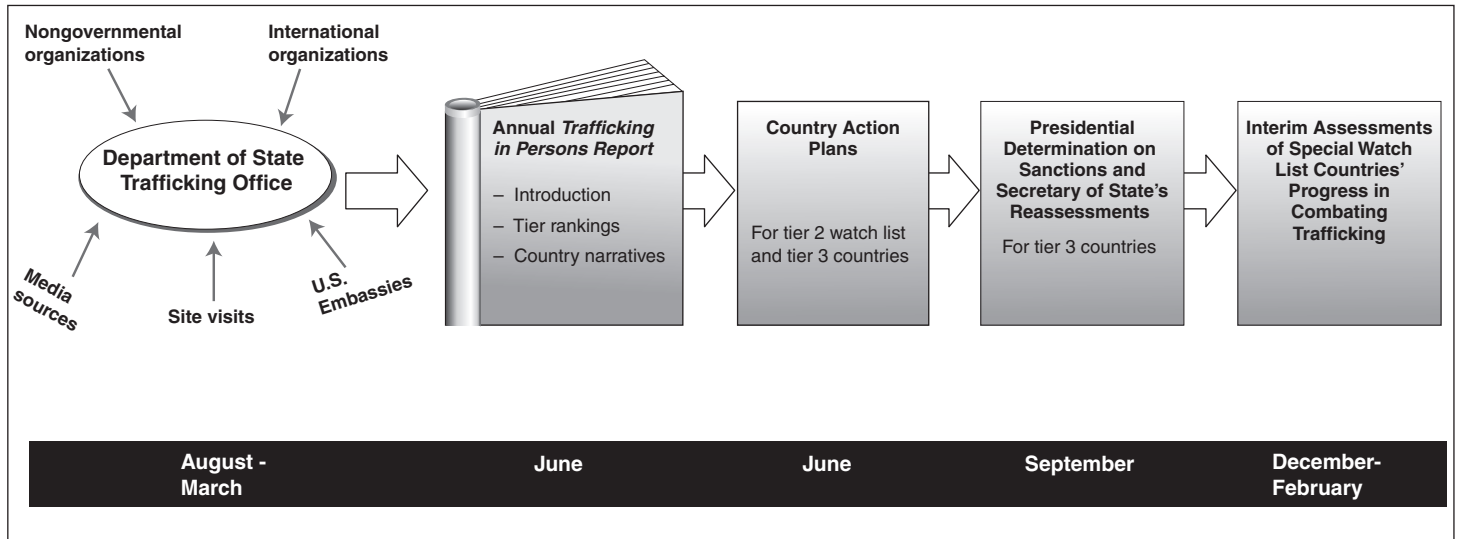 Nongovernmental
organizations
International
organizations
Department of State
Trafficking Office
Media
sources
Site visits
U.S.
Embassies
Annual Trafficking
in Persons Report
– Introduction
– Tier rankings
– Country narratives
Country Action
Plans
For tier 2 watch list
and tier 3 countries
Presidential
Determination on
Sanctions and
Secretary of State’s
Reassessments
For tier 3 countries
Interim Assessments
of Special Watch
List Countries’
Progress in
Combating
Trafficking
August -
March
June
June
September
December-
February